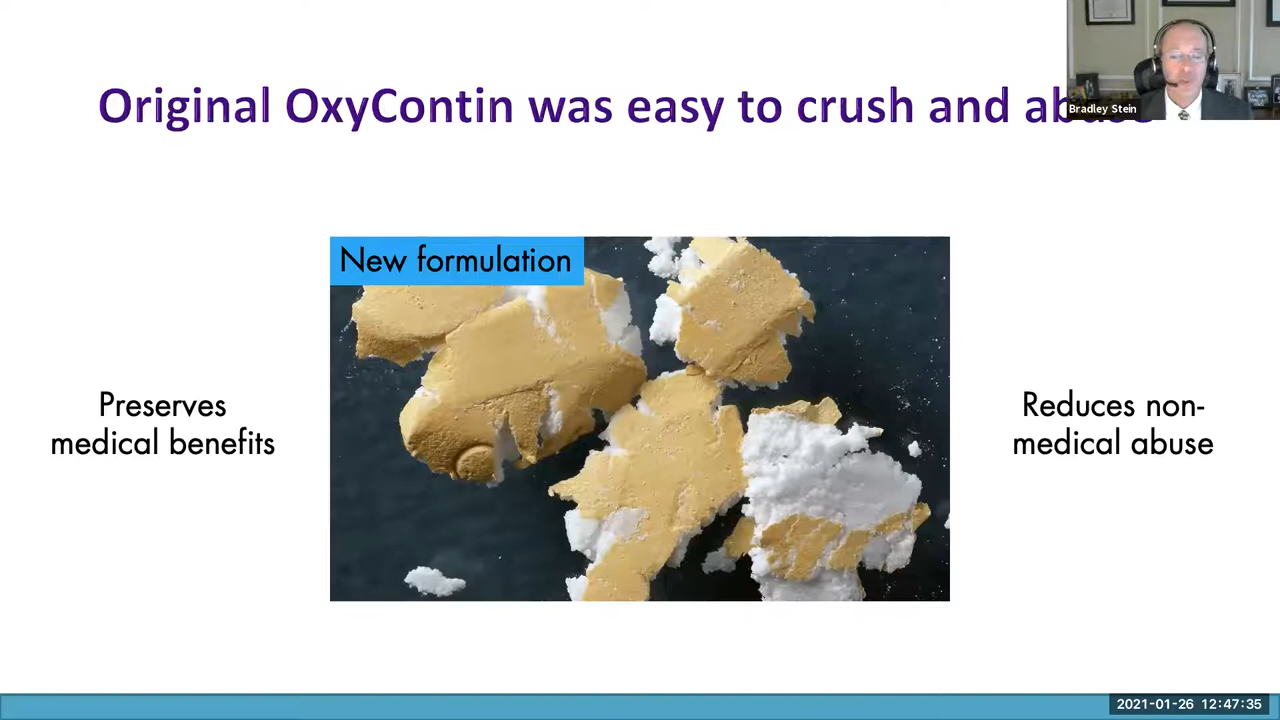 Original OxyContin was easy to crush and abuse
Bradley Stein
New formulation
Preserves
medical benefits
Reduces non-
medical abuse
2021-01-26 12:47:35